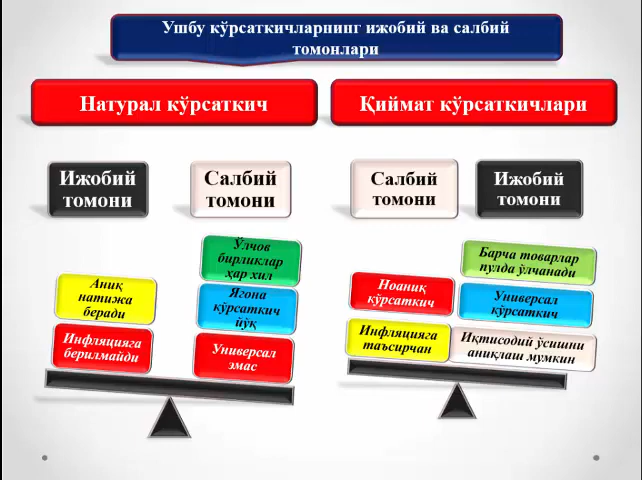 Ушбу кўрсаткичларнинг ижобий ва салбий
томонлари
Натурал кўрсаткич
Қиймат кўрсаткичлари
Ижобий
томони
Салбий
томони
Салбий
томони
Ижобий
томони
Ўлчов
бирликлар
ҳар хил
Аниқ
натижа
беради
Ягона
кўрсаткич
йўқ
Инфляцияга
берилмайди
Универсал
эмас
Барча товарлар
пулда ўлчанади
Ноаниқ
кўрсаткич
Универсал
кўрсаткич
Инфляцияга
таъсирчан
Иқтисодий ўсишни
аниқлаш мумкин